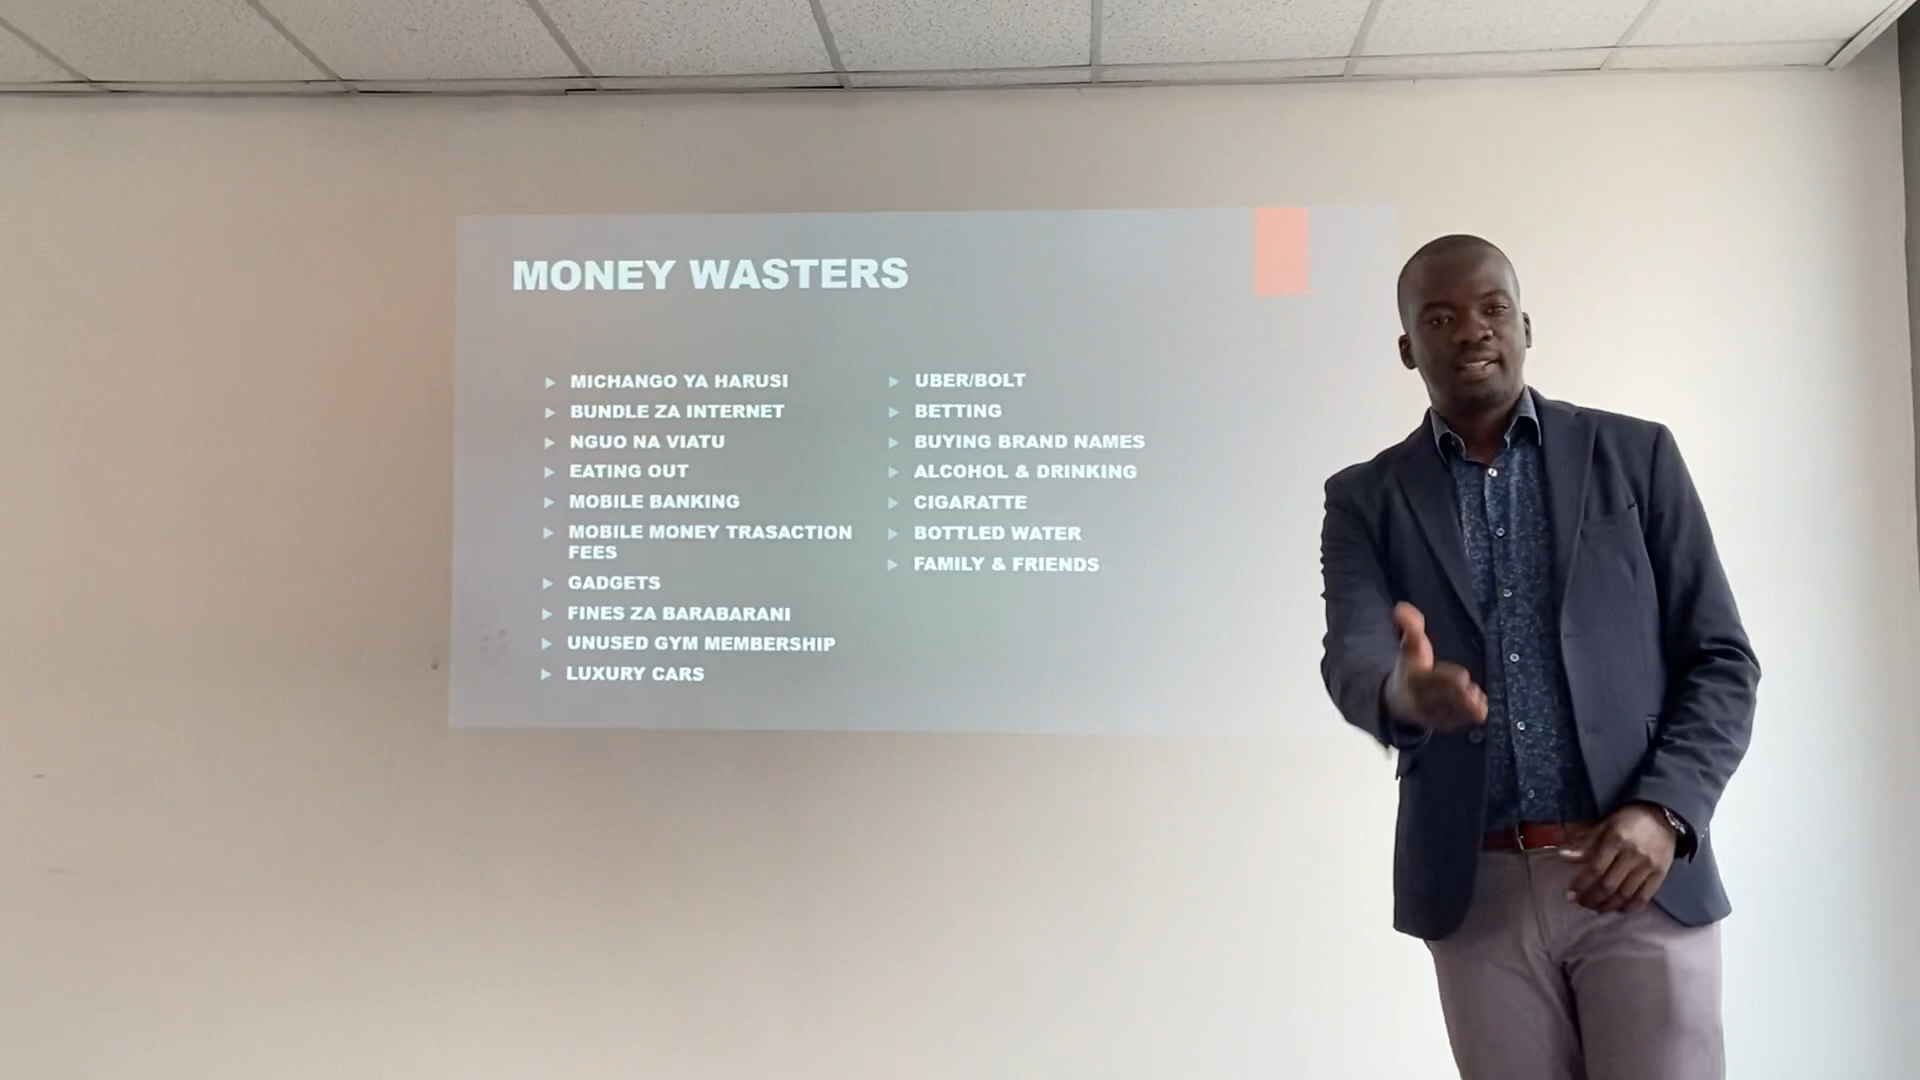 MONEY WASTERS
MICHANGO YA HARUSI
BUNDLE ZA INTERNET
NGUO NA VIATU
EATING OUT
MOBILE BANKING
MOBILE MONEY TRASACTION
FEES
GADGETS
FINES ZA BARABARANI
UNUSED GYM MEMBERSHIP
LUXURY CARS
UBER/BOLT
BETTING
BUYING BRAND NAMES
ALCOHOL & DRINKING
CIGARATTE
BOTTLED WATER
FAMILY & FRIENDS